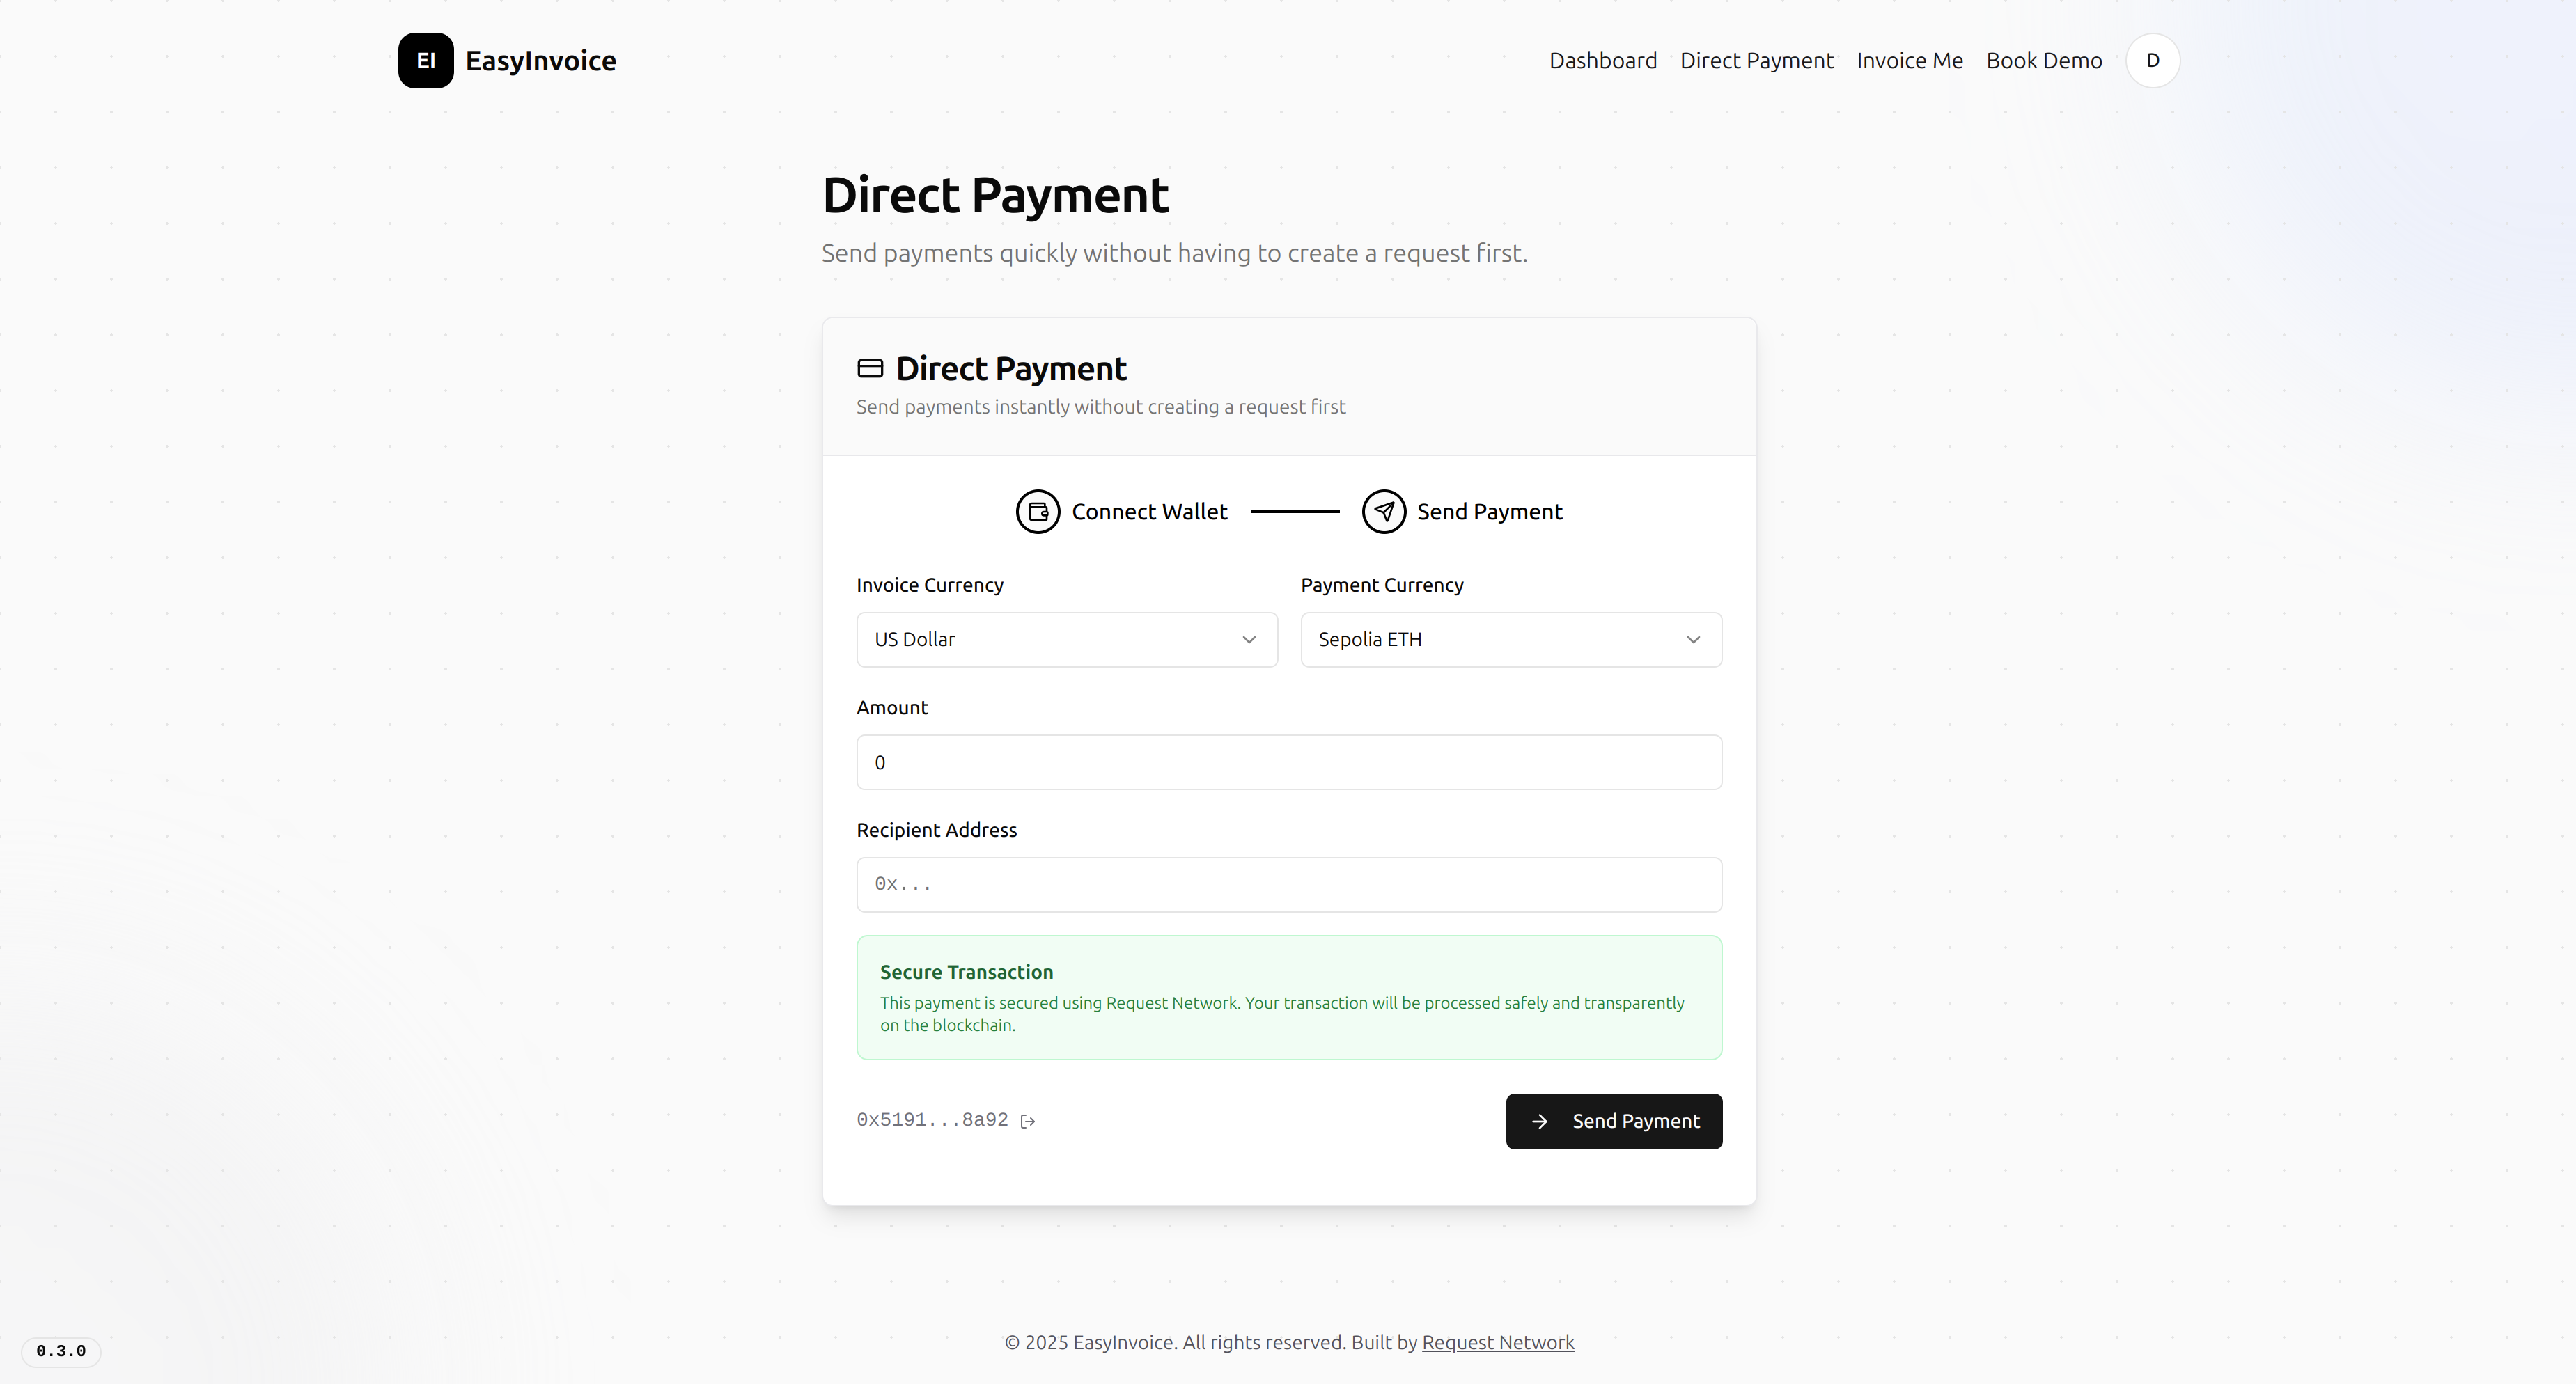 EI EasyInvoice
Dashboard Direct Payment Invoice Me Book Demo D
Direct Payment
Send payments quickly without having to create a request first.
Direct Payment
Send payments instantly without creating a request first
Connect Wallet Send Payment
Invoice Currency Payment Currency
US Dollar Sepolia ETH
Amount
0
Recipient Address
0x...
Secure Transaction
This payment is secured using Request Network. Your transaction will be processed safely and transparently
on the blockchain.
0x5191...8a92 Send Payment
© 2025 EasyInvoice. All rights reserved. Built by Request Network
0.3.0